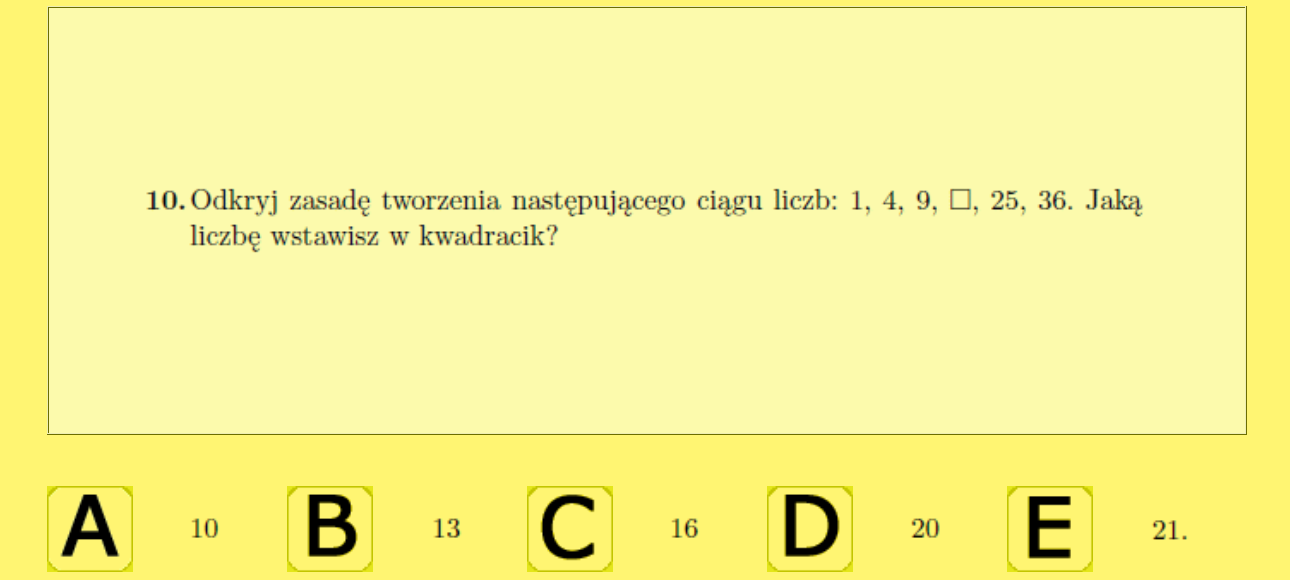 10. Odkryj zasadę tworzenia następującego ciągu liczb: 1, 4, 9, □, 25, 36. Jaką
liczbę wstawisz w kwadracik?
A 10 B 13 C 16 D 20 E 21.